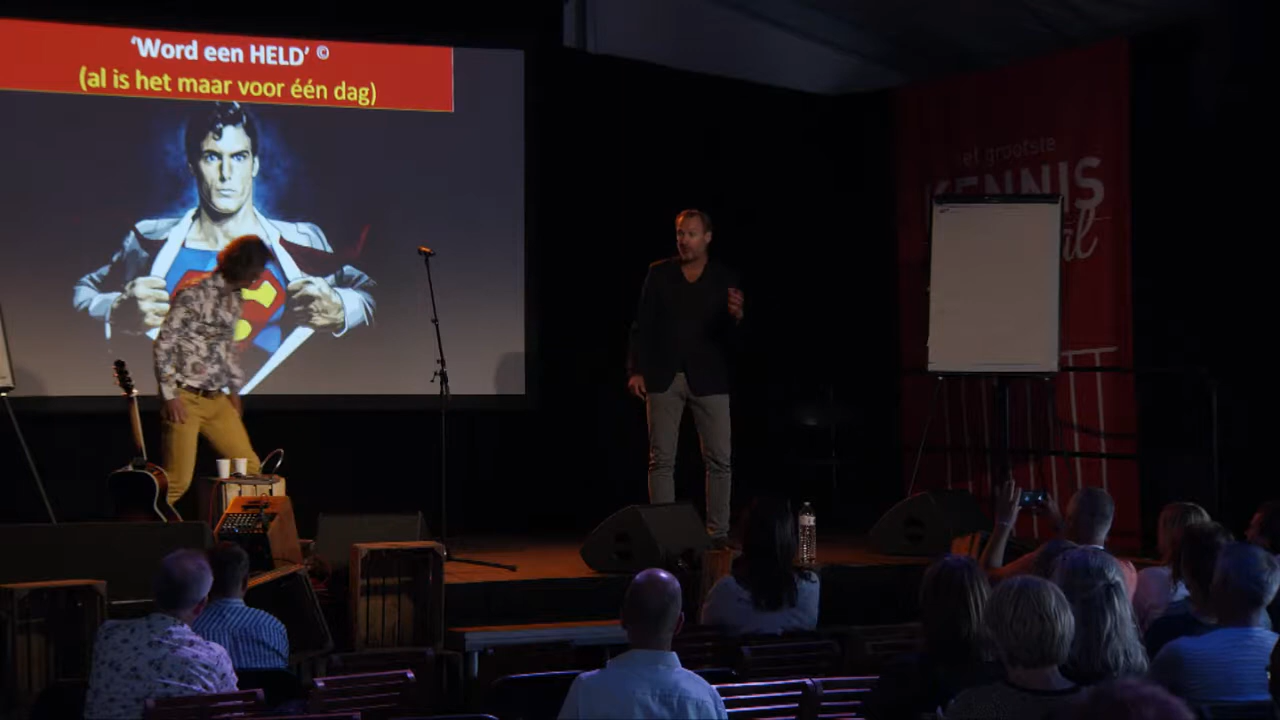 ‘Word een HELD’ ©
(al is het maar voor één dag)
et grootste
KENNIS